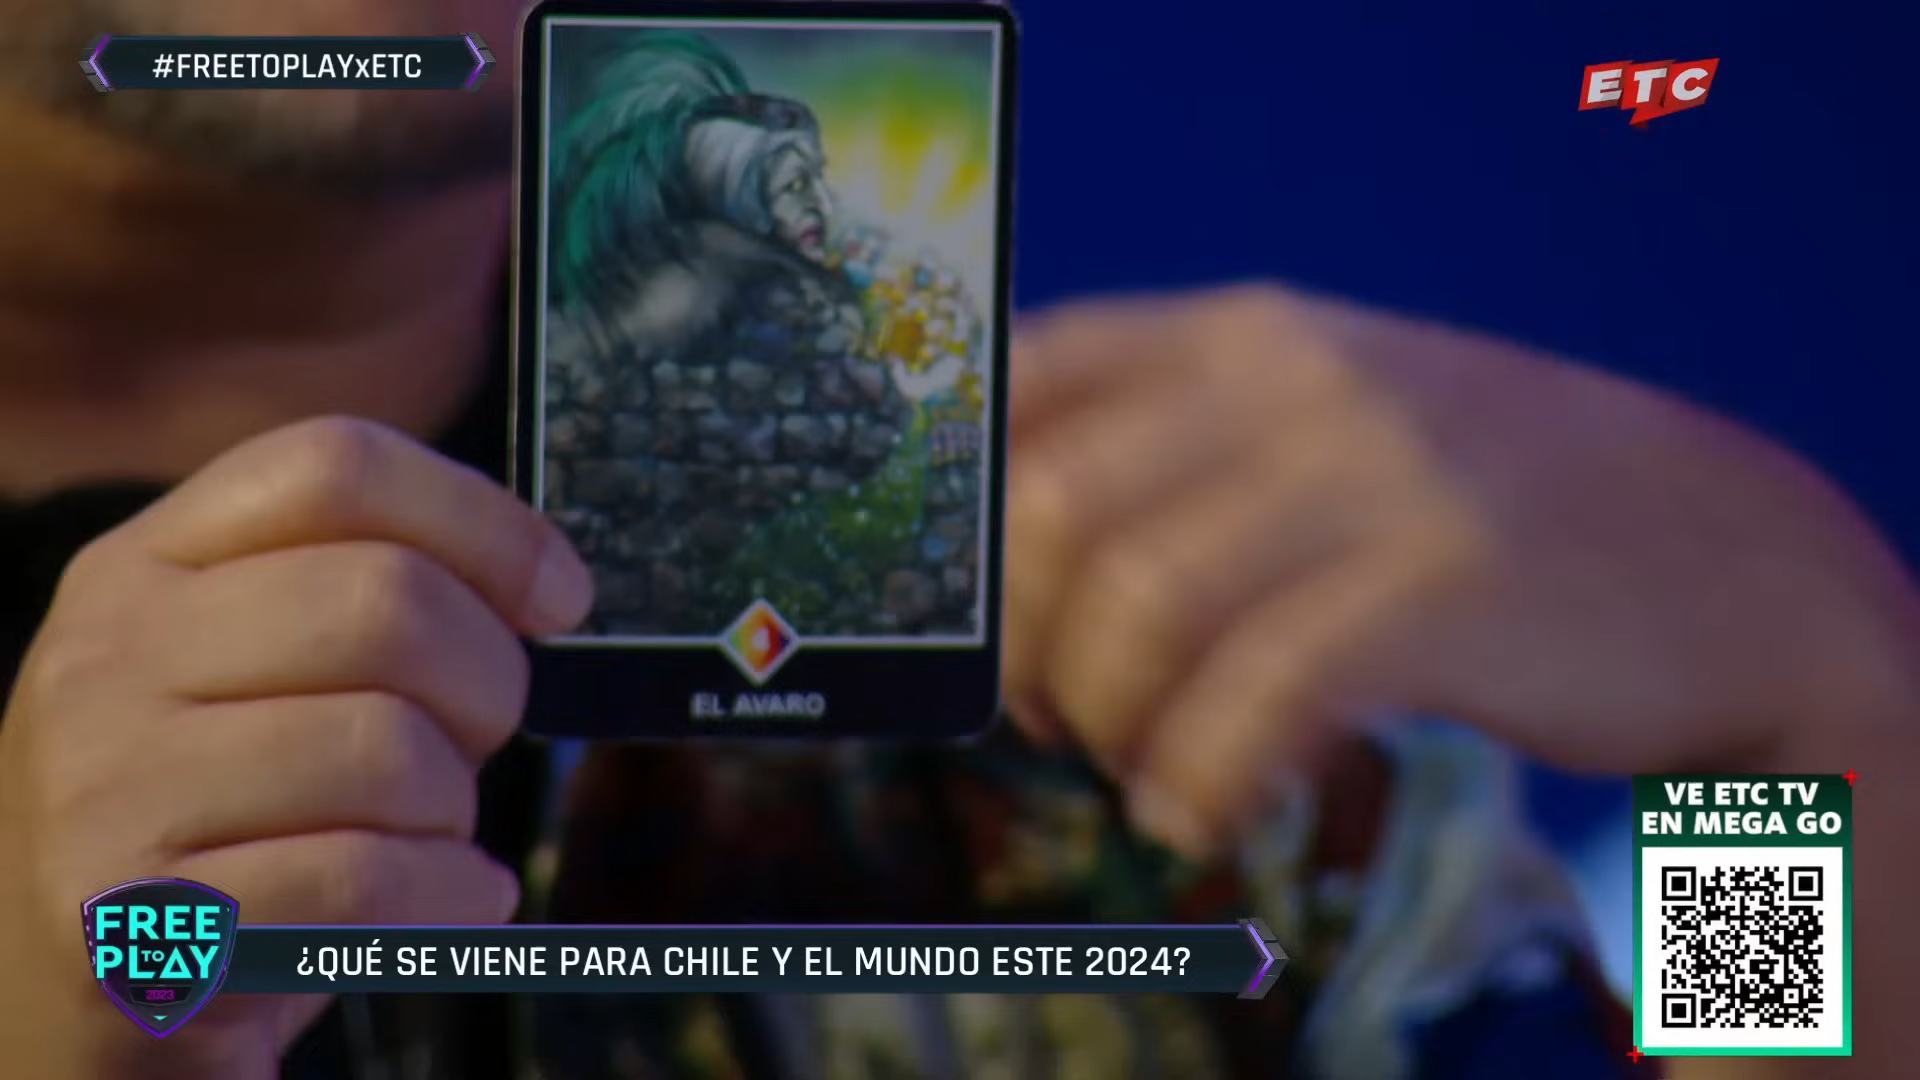 #FREETOPLAYxETC
ETC
EL AVARO
VE ETC TV
EN MEGA GO
FREE
TO
PLAY
2023
¿QUÉ SE VIENE PARA CHILE Y EL MUNDO ESTE 2024?